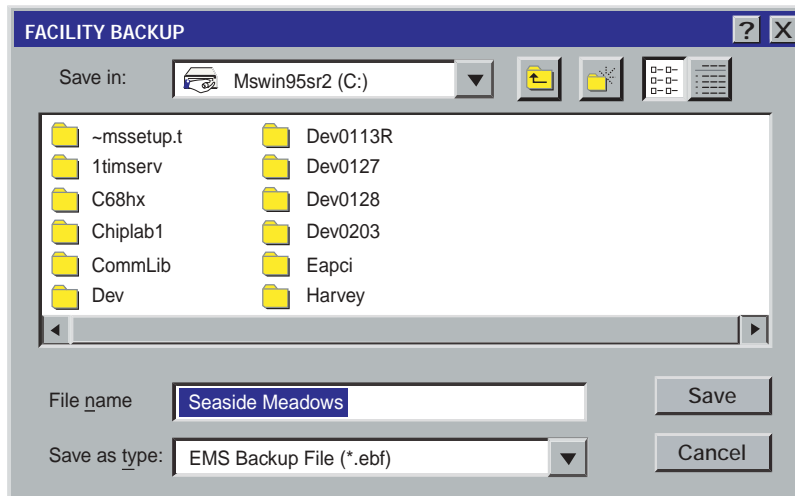 FACILITY BACKUP ? X
Save in: Mswin95sr2 (C:)
~mssetup.t Dev0113R
1timserv Dev0127
C68hx Dev0128
Chiplab1 Dev0203
CommLib Eapci
Dev Harvey
File name Seaside Meadows Save
Save as type: EMS Backup File (*.ebf) Cancel